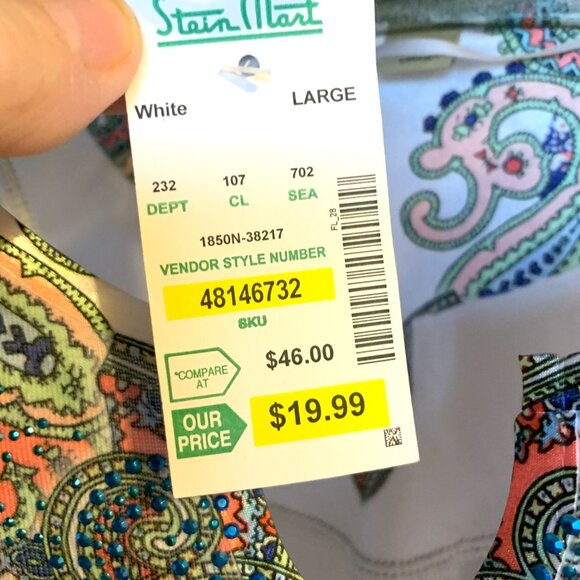 Stein Mart
White LARGE
232 107 702
DEPT CL SEA
1850N-38217
VENDOR STYLE NUMBER
48146732
SKU
FL_28
*COMPARE AT $46.00
OUR PRICE $19.99